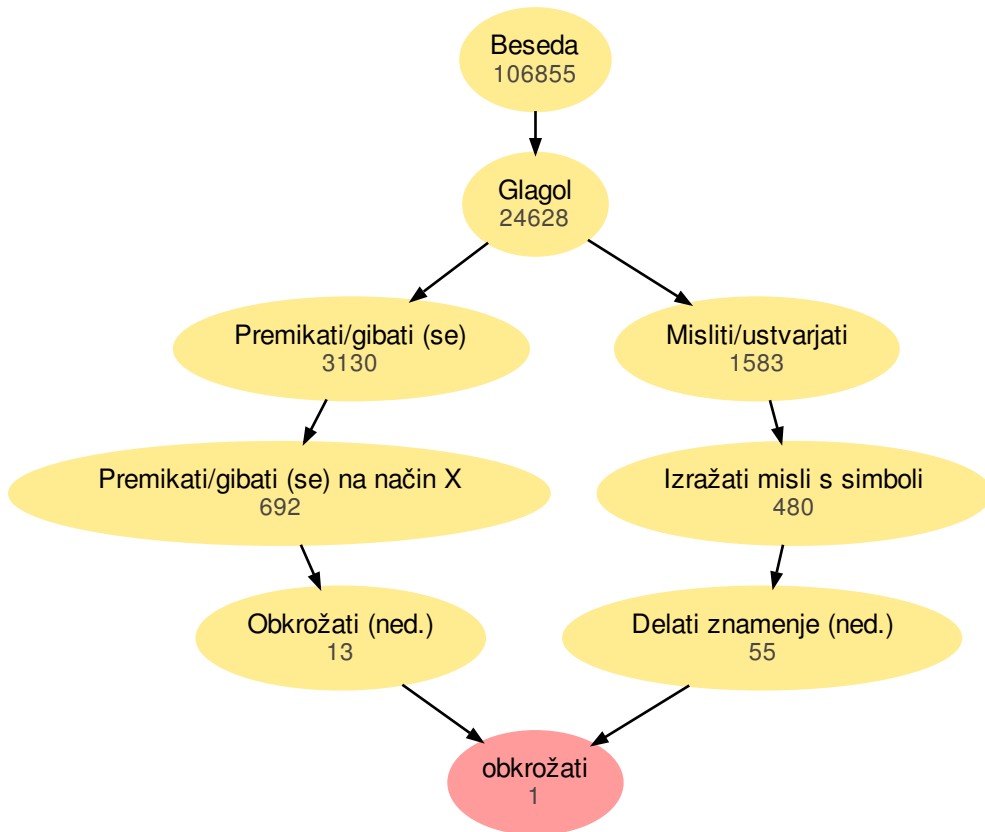 Beseda
106855
Glagol
24628
Premikati/gibati (se)
3130
Misliti/ustvarjati
1583
Premikati/gibati (se) na način X
692
Izražati misli s simboli
480
Obkrožati (ned.)
13
Delati znamenje (ned.)
55
obkrožati
1